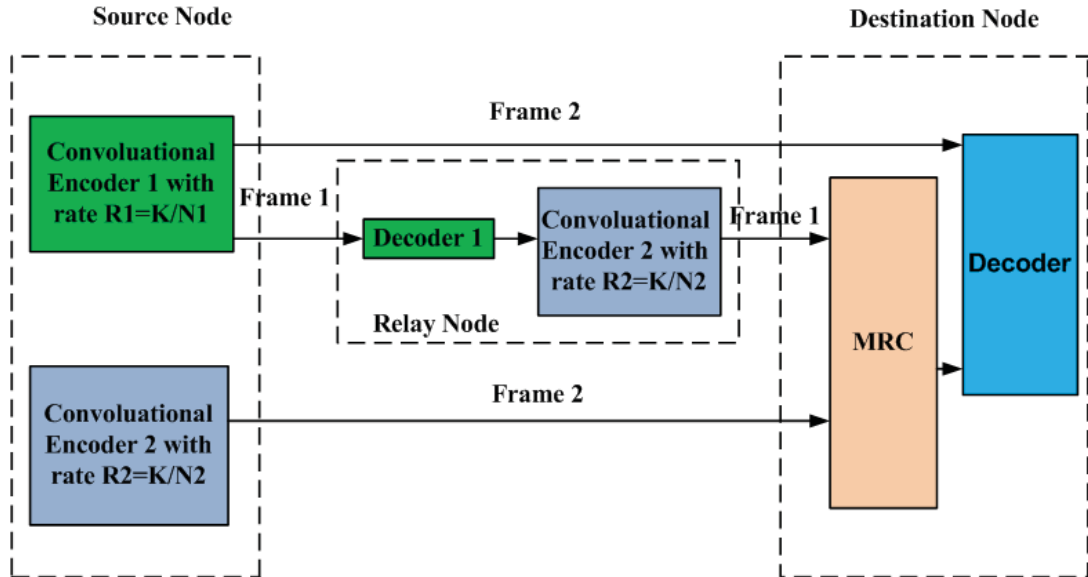 Source Node
Destination Node
Frame 2
Convoluational
Encoder 1 with
rate R1=K/N1
Frame 1
Decoder 1
Convoluational
Encoder 2 with
rate R2=K/N2
Frame 1
Relay Node
MRC
Decoder
Convoluational
Encoder 2 with
rate R2=K/N2
Frame 2